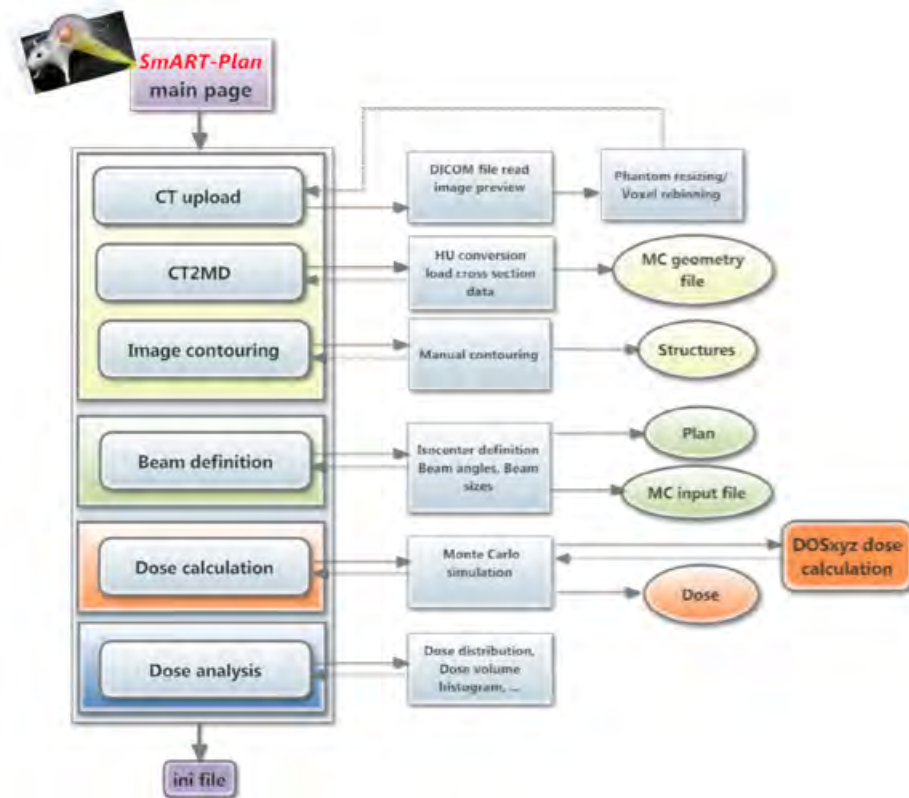 SmART-Plan
main page
CT upload
DICOM file read
image preview
Phantom resizing/
Voxel rebinning
CT2MD
HU conversion
load cross section
data
MC geometry
file
Image contouring
Manual contouring
Structures
Beam definition
Isocenter definition
Beam angles, Beam
sizes
Plan
MC input file
Dose calculation
Monte Carlo
simulation
DOSxyz dose
calculation
Dose
Dose analysis
Dose distribution,
Dose volume
histogram, ...
ini file